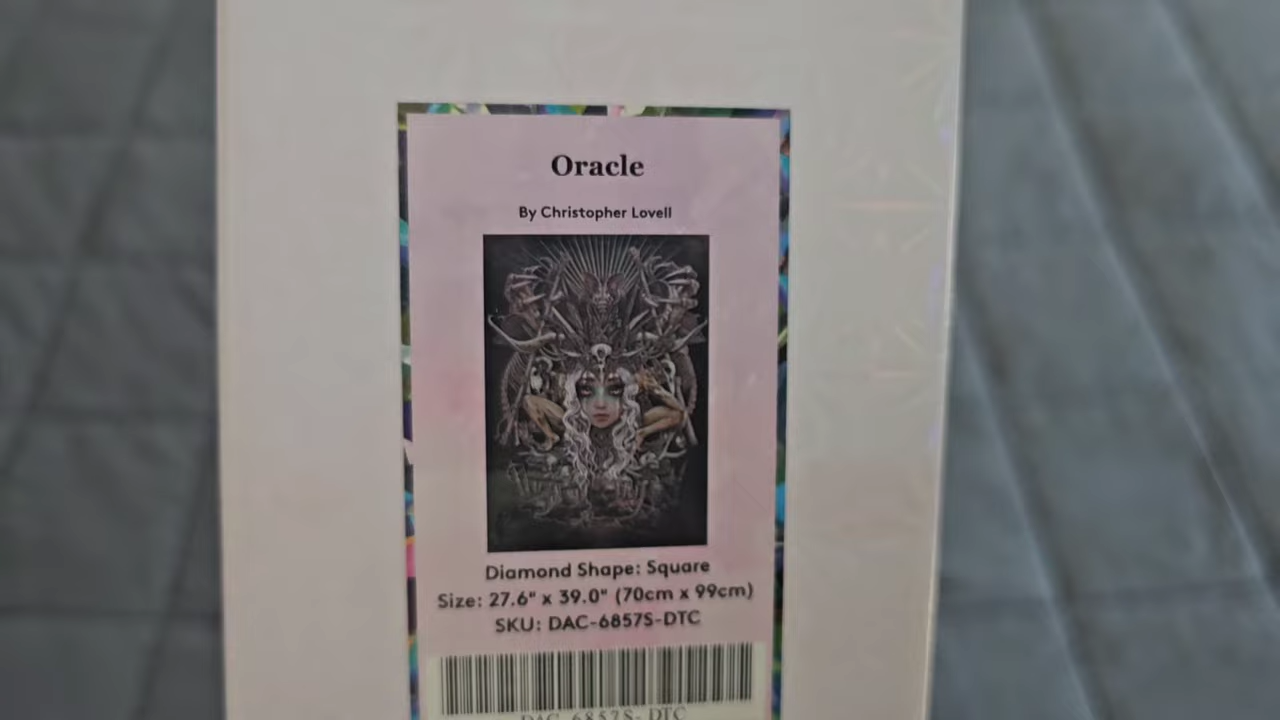 Oracle
By Christopher Lovell
Diamond Shape: Square
Size: 27.6" x 39.0" (70cm x 99cm)
SKU: DAC-6857S-DTC
DAC-6857S- DTC